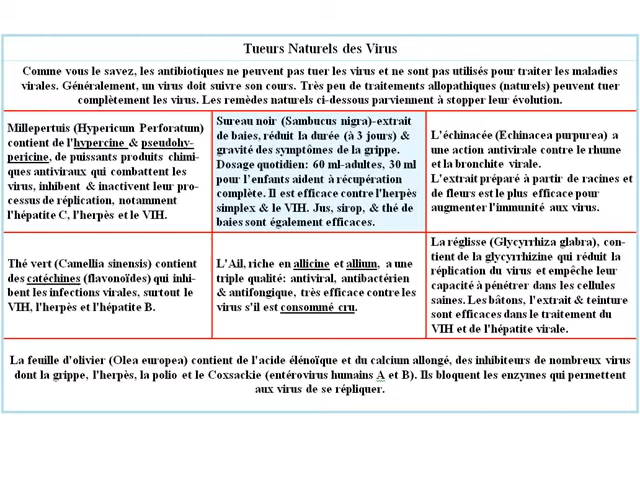 Tueurs Naturels des Virus
Comme vous le savez, les antibiotiques ne peuvent pas tuer les virus et ne sont pas utilisés pour traiter les maladies
virales. Généralement, un virus doit suivre son cours. Très peu de traitements allopathiques (naturels) peuvent tuer
complètement les virus. Les remèdes naturels ci-dessous parviennent à stopper leur évolution.
Millepertuis (Hypericum Perforatum)
contient de l'hypercine & pseudohy-
pericine, de puissants produits chimi-
ques antiviraux qui combattent les
virus, inhibent & inactivent leur pro-
cessus de réplication, notamment
l'hépatite C, l'herpès et le VIH.
Sureau noir (Sambucus nigra)-extrait
de baies, réduit la durée (à 3 jours) &
gravité des symptômes de la grippe.
Dosage quotidien: 60 ml-adultes, 30 ml
pour l'enfants aident à récupération
complète. Il est efficace contre l'herpès
simplex & le VIH. Jus, sirop, & thé de
baies sont également efficaces.
L'échinacée (Echinacea purpurea) a
une action antivirale contre le rhume
et la bronchite virale.
L'extrait préparé à partir de racines et
de fleurs est le plus efficace pour
augmenter l'immunité aux virus.
Thé vert (Camellia sinensis) contient
des catéchines (flavonoïdes) qui inhi-
bent les infections virales, surtout le
VIH, l'herpès et l'hépatite B.
L'Ail, riche en allicine et allium, a une
triple qualité: antiviral, antibactérien
& antifongique, très efficace contre les
virus s'il est consommé cru.
La réglisse (Glycyrrhiza glabra), con-
tient de la glycyrrhizine qui réduit la
réplication du virus et empêche leur
capacité à pénétrer dans les cellules
saines. Les bâtons, l'extrait & teinture
sont efficaces dans le traitement du
VIH et de l'hépatite virale.
La feuille d'olivier (Olea europea) contient de l'acide élénoïque et du calcium allongé, des inhibiteurs de nombreux virus
dont la grippe, l'herpès, la polio et le Coxsackie (entérovirus humains A et B). Ils bloquent les enzymes qui permettent
aux virus de se répliquer.